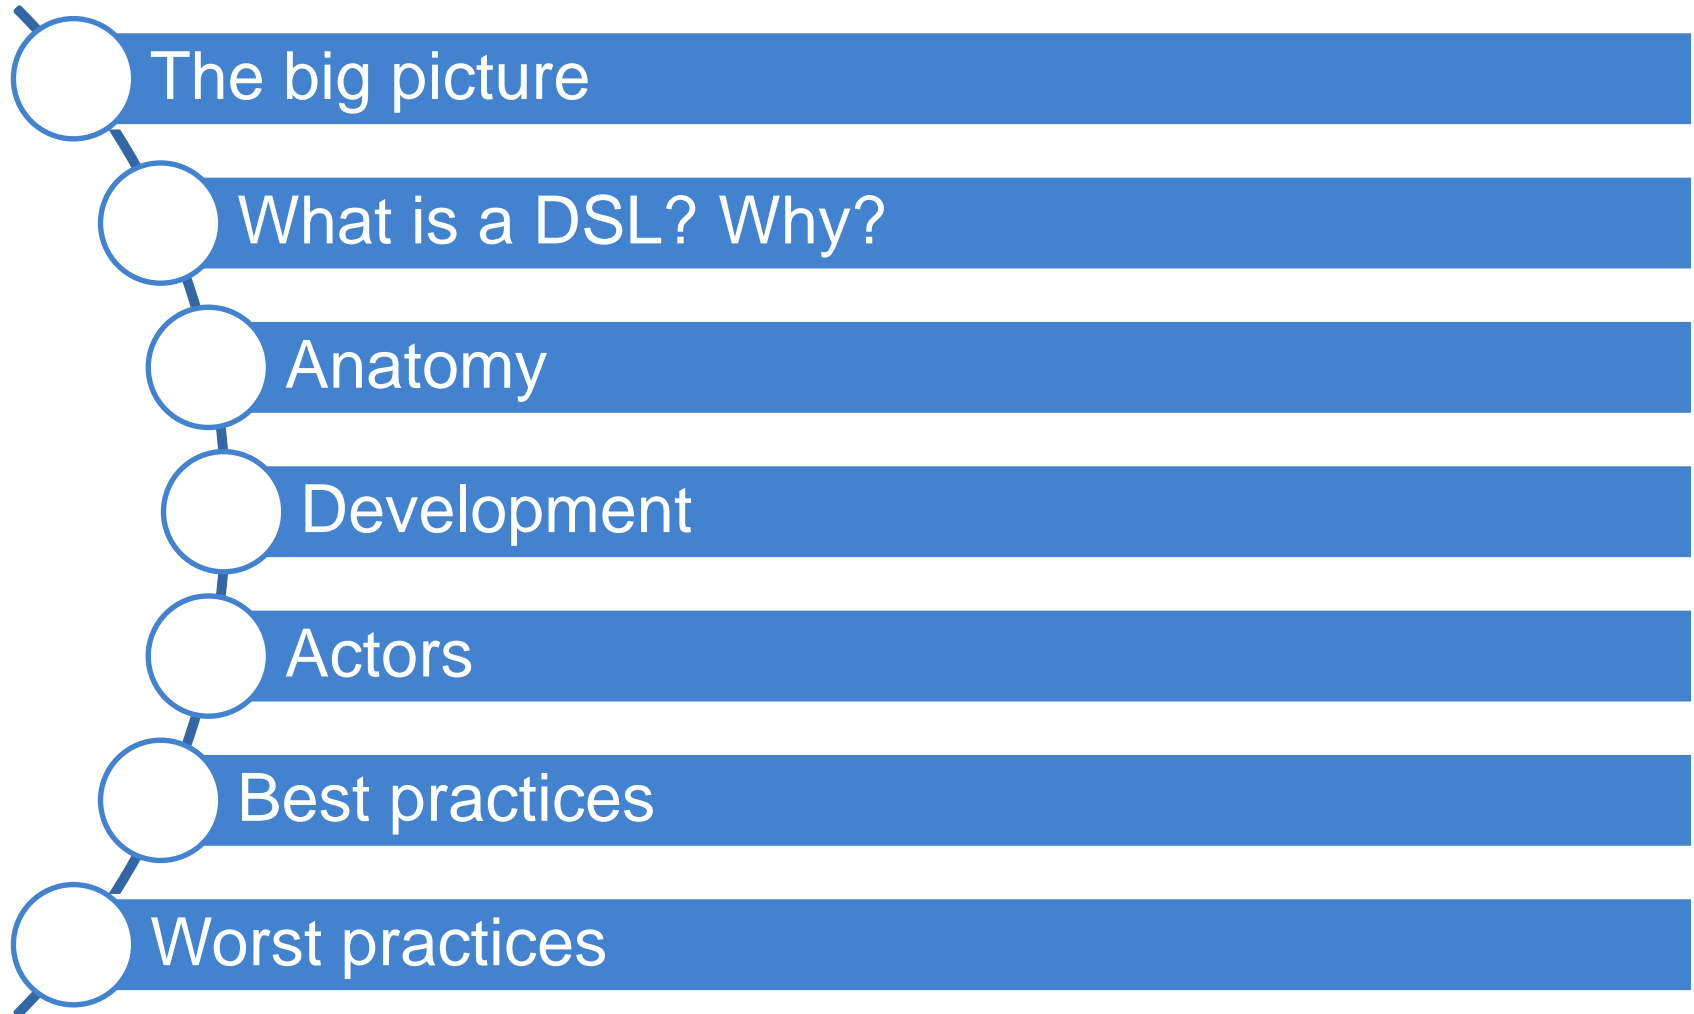 The big picture
What is a DSL? Why?
Anatomy
Development
Actors
Best practices
Worst practices